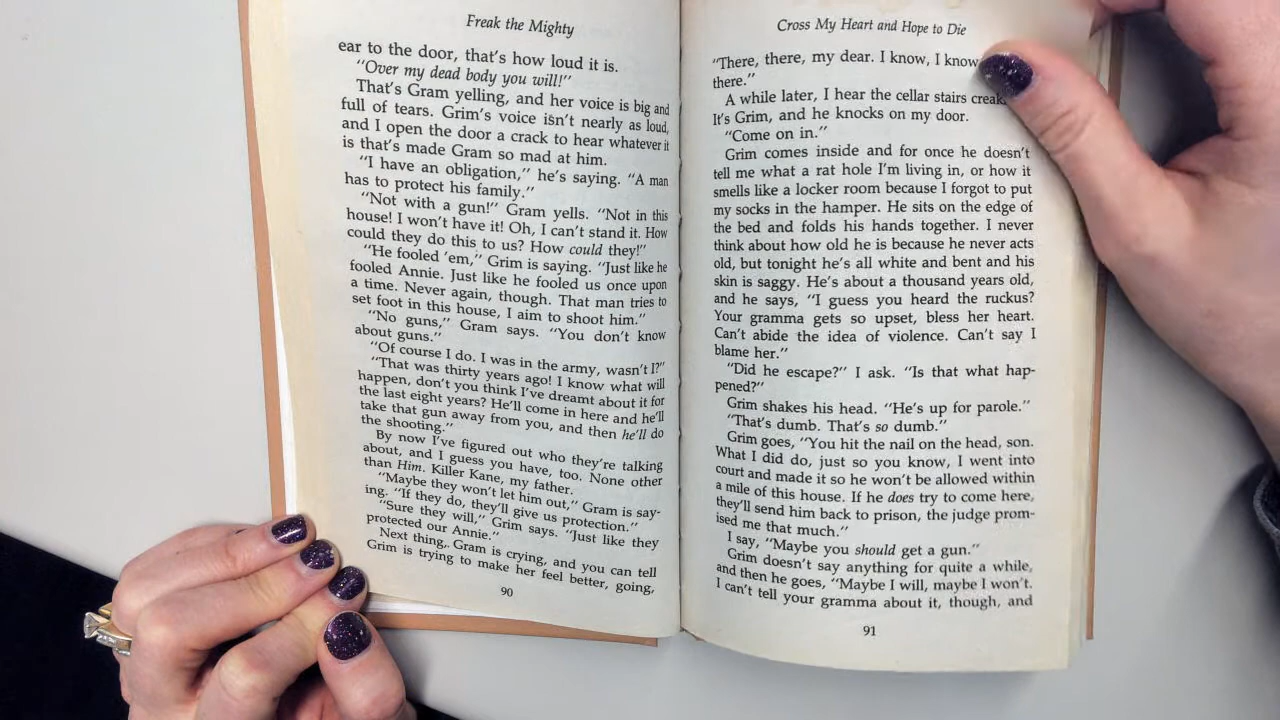 Freak the Mighty
ear to the door, that's how loud it is.
"Over my dead body you will!"
That's Gram yelling, and her voice is big and
full of tears. Grim's voice isn't nearly as loud,
and I open the door a crack to hear whatever it
is that's made Gram so mad at him.
"I have an obligation," he's saying. "A man
has to protect his family."
"Not with a gun!" Gram yells. "Not in this
house! I won't have it! Oh, I can't stand it. How
could they do this to us? How could they!"
"He fooled 'em," Grim is saying. "Just like he
fooled Annie. Just like he fooled us once upon
a time. Never again, though. That man tries to
set foot in this house, I aim to shoot him."
"No guns," Gram says. "You don't know
about guns."
"Of course I do. I was in the army, wasn't I?"
"That was thirty years ago! I know what will
happen, don't you think I've dreamt about it for
the last eight years? He'll come in here and he'll
take that gun away from you, and then he'll do
the shooting."
By now I've figured out who they're talking
about, and I guess you have, too. None other
than Him. Killer Kane, my father.
"Maybe they won't let him out," Gram is say-
ing. "If they do, they'll give us protection."
"Sure they will," Grim says. "Just like they
protected our Annie."
Next thing, Gram is crying, and you can tell
Grim is trying to make her feel better, going,
90
Cross My Heart and Hope to Die
"There, there, my dear. I know, I know
there."
A while later, I hear the cellar stairs creak
It's Grim, and he knocks on my door.
"Come on in."
Grim comes inside and for once he doesn't
tell me what a rat hole I'm living in, or how it
smells like a locker room because I forgot to put
my socks in the hamper. He sits on the edge of
the bed and folds his hands together. I never
think about how old he is because he never acts
old, but tonight he's all white and bent and his
skin is saggy. He's about a thousand years old,
and he says, "I guess you heard the ruckus?
Your gramma gets so upset, bless her heart.
Can't abide the idea of violence. Can't say I
blame her."
"Did he escape?" I ask. "Is that what hap-
pened?"
Grim shakes his head. "He's up for parole."
"That's dumb. That's so dumb."
Grim goes, "You hit the nail on the head, son.
What I did do, just so you know, I went into
court and made it so he won't be allowed within
a mile of this house. If he does try to come here,
they'll send him back to prison, the judge prom-
ised me that much."
I say, "Maybe you should get a gun."
Grim doesn't say anything for quite a while,
and then he goes, "Maybe I will, maybe I won't.
I can't tell your gramma about it, though, and
91